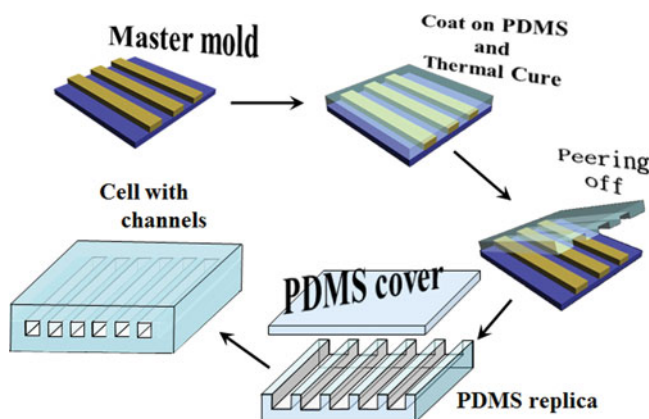 Master mold
Coat on PDMS
and
Thermal Cure
Peering
off
PDMS cover
PDMS replica
Cell with
channels